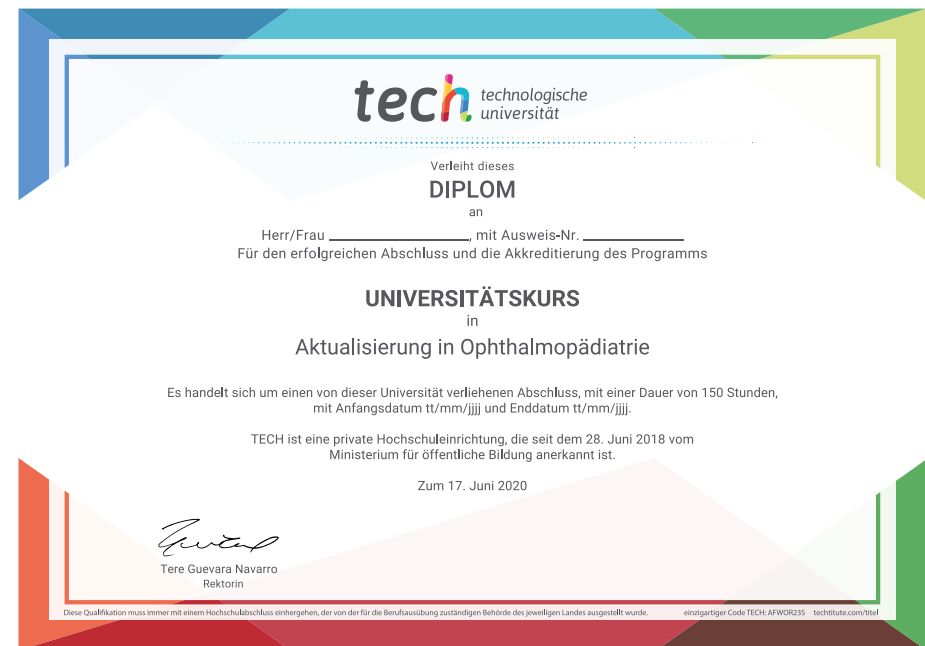 tech technologische
universität
Verleiht dieses
DIPLOM
an
Herr/Frau ____________________, mit Ausweis-Nr. ______________
Für den erfolgreichen Abschluss und die Akkreditierung des Programms
UNIVERSITÄTSKURS
in
Aktualisierung in Ophthalmopädiatrie
Es handelt sich um einen von dieser Universität verliehenen Abschluss, mit einer Dauer von 150 Stunden,
mit Anfangsdatum tt/mm/jjjj und Enddatum tt/mm/jjjj.
TECH ist eine private Hochschuleinrichtung, die seit dem 28. Juni 2018 vom
Ministerium für öffentliche Bildung anerkannt ist.
Zum 17. Juni 2020
Tere Guevara Navarro
Rektorin
Diese Qualifikation muss immer mit einem Hochschulabschluss einhergehen, der von der für die Berufsausübung zuständigen Behörde des jeweiligen Landes ausgestellt wurde. einzigartiger Code TECH: AFWOR235 techtitute.com/titel